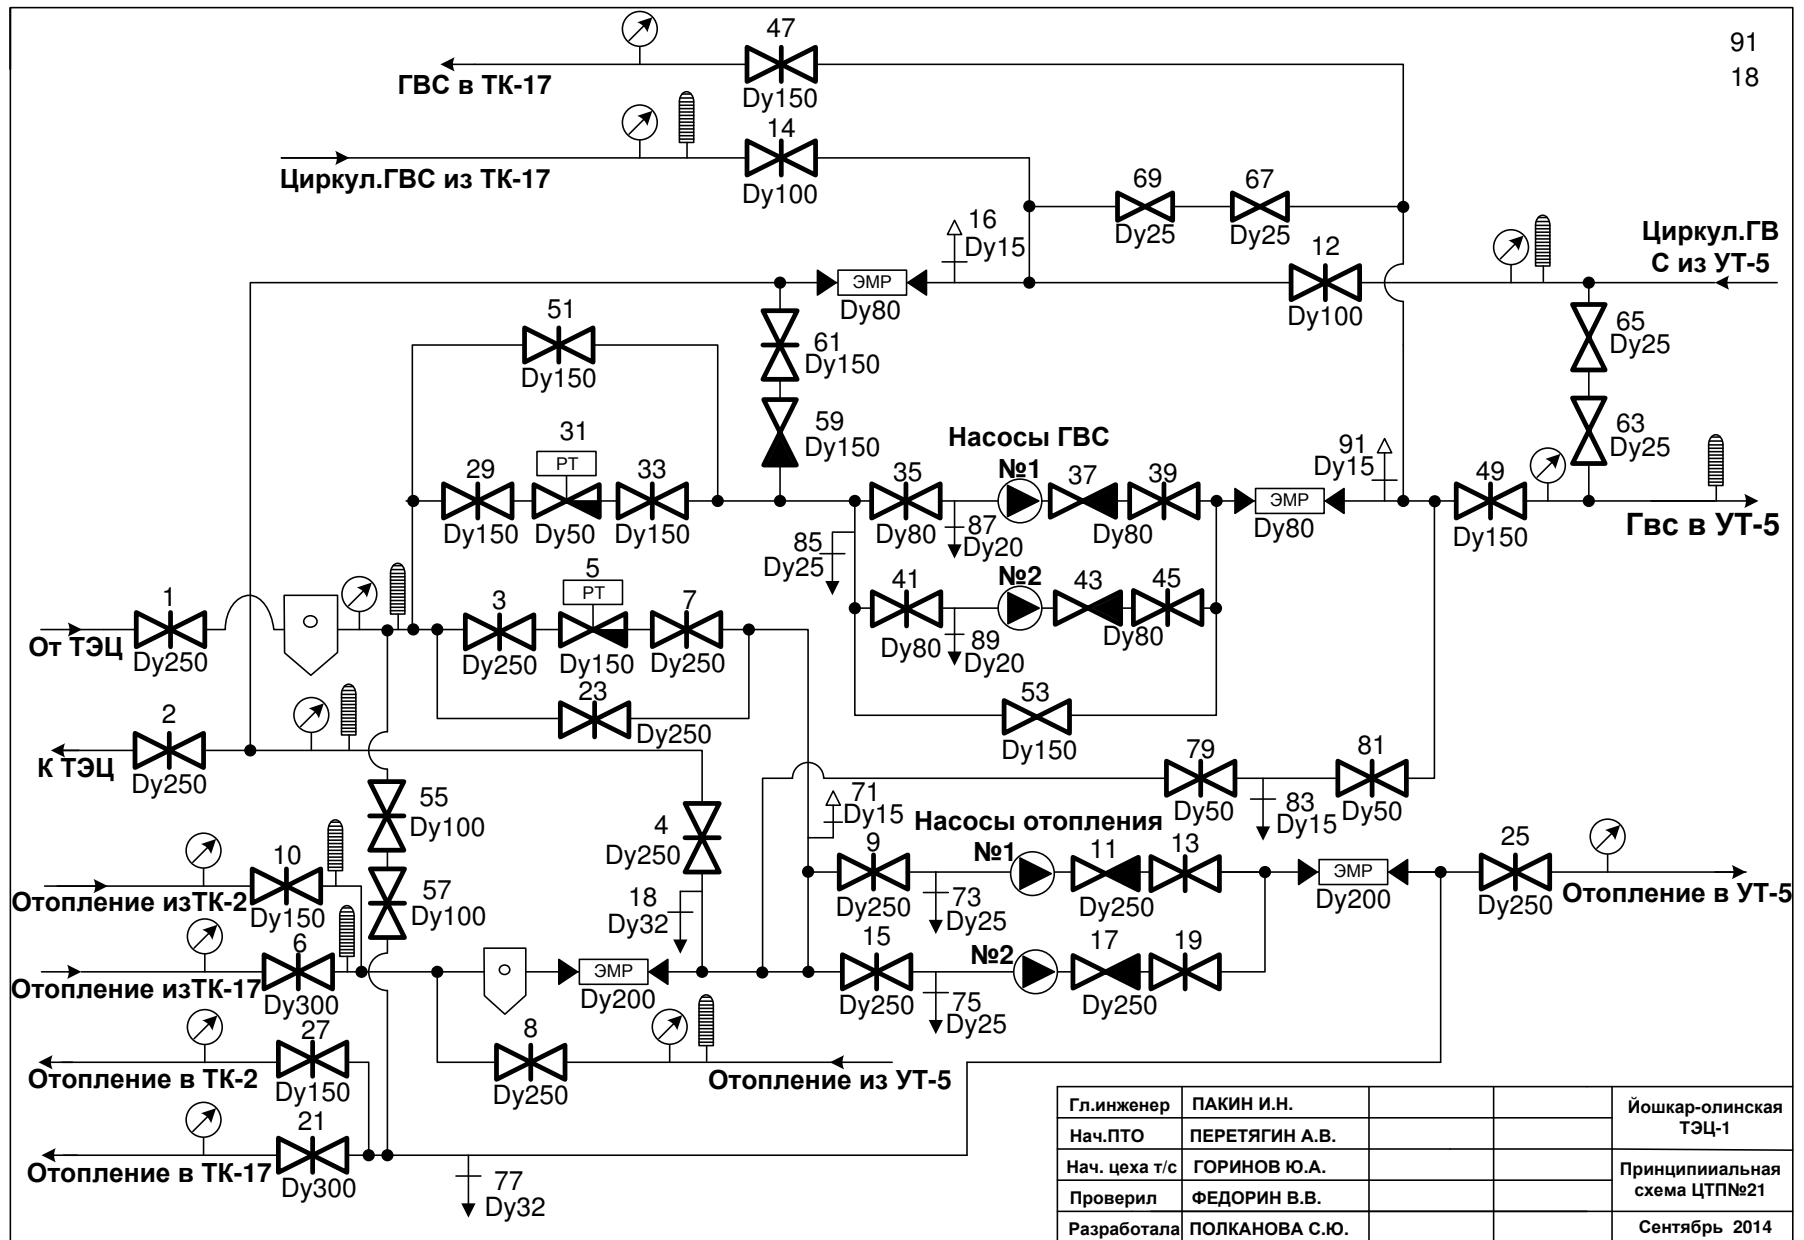 47
91
18
ГВС в ТК-17
Dy150
14
Циркул.ГВС из ТК-17
Dy100
69
67
Dy25
Dy25
16
Dy15
12
Циркул.ГВ
С из УТ-5
ЭМР
Dy80
Dy100
51
Dy150
61
Dy150
65
Dy25
59
Dy150
63
Dy25
31
РТ
29
33
Dy150
Dy50
Dy150
Насосы ГВС
№1
35
37
39
Dy80
87
Dy20
Dy80
ЭМР
Dy80
91
Dy15
49
Dy150
Гвс в УТ-5
85
Dy25
№2
41
43
45
Dy80
89
Dy20
Dy80
53
Dy150
1
От ТЭЦ
Dy250
5
РТ
3
7
Dy250
Dy150
Dy250
23
Dy250
2
К ТЭЦ
Dy250
79
81
Dy50
83
Dy15
Dy50
55
Dy100
4
Dy250
71
Dy15
Насосы отопления
№1
9
11
13
Dy250
73
Dy25
Dy250
ЭМР
Dy200
25
Dy250
Отопление в УТ-5
10
Отопление изТК-2
Dy150
57
Dy100
18
Dy32
6
Отопление изТК-17
Dy300
ЭМР
Dy200
15
№2
17
19
Dy250
75
Dy25
Dy250
27
Отопление в ТК-2
Dy150
8
Dy250
Отопление из УТ-5
21
Отопление в ТК-17
Dy300
77
Dy32
Гл.инженер ПАКИН И.Н.
Йошкар-олинская
ТЭЦ-1
Нач.ПТО ПЕРЕТЯГИН А.В.
Нач. цеха т/с ГОРИНОВ Ю.А.
Принципииальная
схема ЦТП№21
Проверил ФЕДОРИН В.В.
Разработала ПОЛКАНОВА С.Ю.
Сентябрь 2014